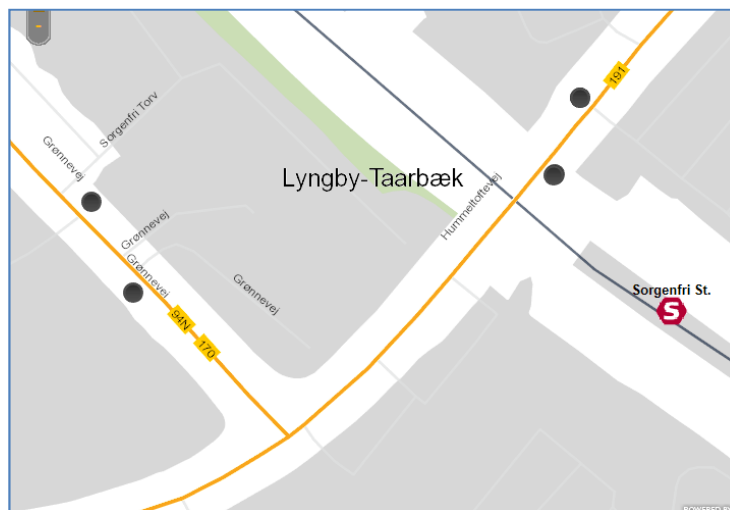 191
Sorgenfri Torv
Grønnevej
Lyngby-Taarbæk
Hummeltoftevej
Grønnevej
Grønnevej
Grønnevej
Sorgenfri St.
S
94N
170